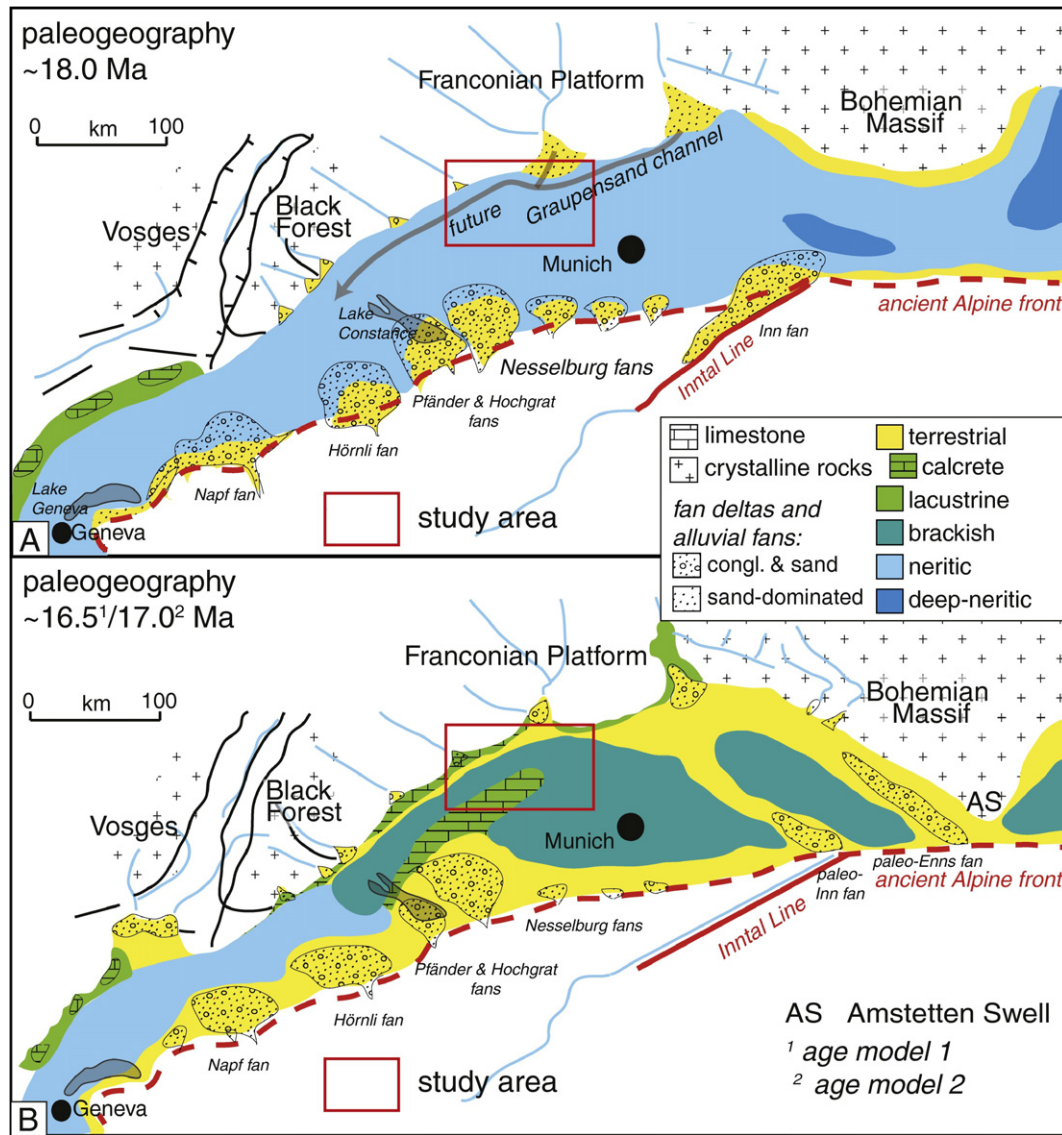 paleogeography
~18.0 Ma
0 km 100
Franconian Platform
Bohemian
Massif
Vosges
Black
Forest
future
Graupensand channel
Munich
Lake
Constance
ancient Alpine front
Inn fan
Inntal Line
Nesselburg fans
Pfänder & Hochgrat
fans
Hörnli fan
Napf fan
Lake
Geneva
Geneva
study area
A
limestone
crystalline rocks
fan deltas and
alluvial fans:
congl. & sand
sand-dominated
terrestrial
calcrete
lacustrine
brackish
neritic
deep-neritic
paleogeography
~16.5¹/17.0² Ma
0 km 100
Franconian Platform
Bohemian
Massif
Vosges
Black
Forest
Munich
AS
paleo-Enns fan
paleo-
Inn fan
ancient Alpine front
Inntal Line
Nesselburg fans
Pfänder & Hochgrat
fans
Hörnli fan
Napf fan
Geneva
study area
AS Amstetten Swell
¹ age model 1
² age model 2
B